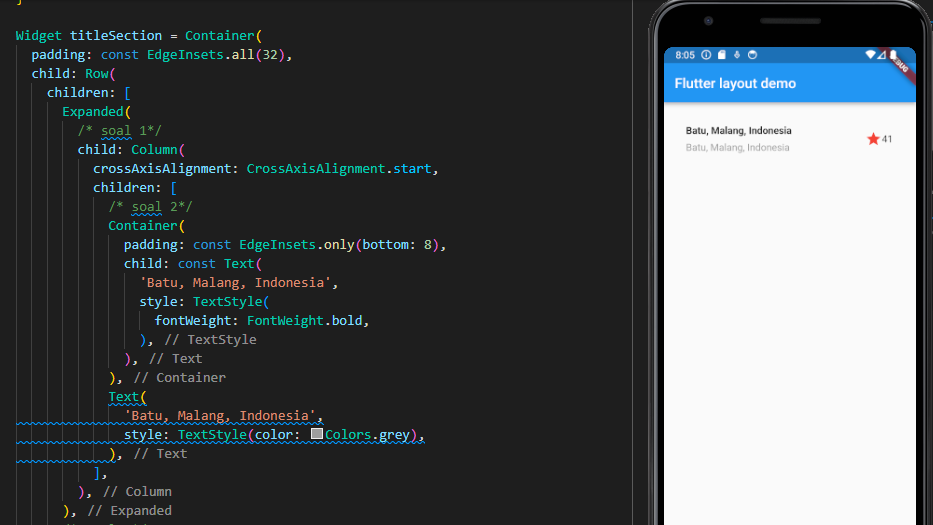 }
Widget titleSection = Container(
padding: const EdgeInsets.all(32),
child: Row(
children: [
Expanded(
/* soal 1*/
child: Column(
crossAxisAlignment: CrossAxisAlignment.start,
children: [
/* soal 2*/
Container(
padding: const EdgeInsets.only(bottom: 8),
child: const Text(
'Batu, Malang, Indonesia',
style: TextStyle(
fontWeight: FontWeight.bold,
), // TextStyle
), // Text
), // Container
Text(
'Batu, Malang, Indonesia',
style: TextStyle(color: Colors.grey),
), // Text
],
), // Column
), // Expanded
8:05
Flutter layout demo
Batu, Malang, Indonesia
Batu, Malang, Indonesia
41